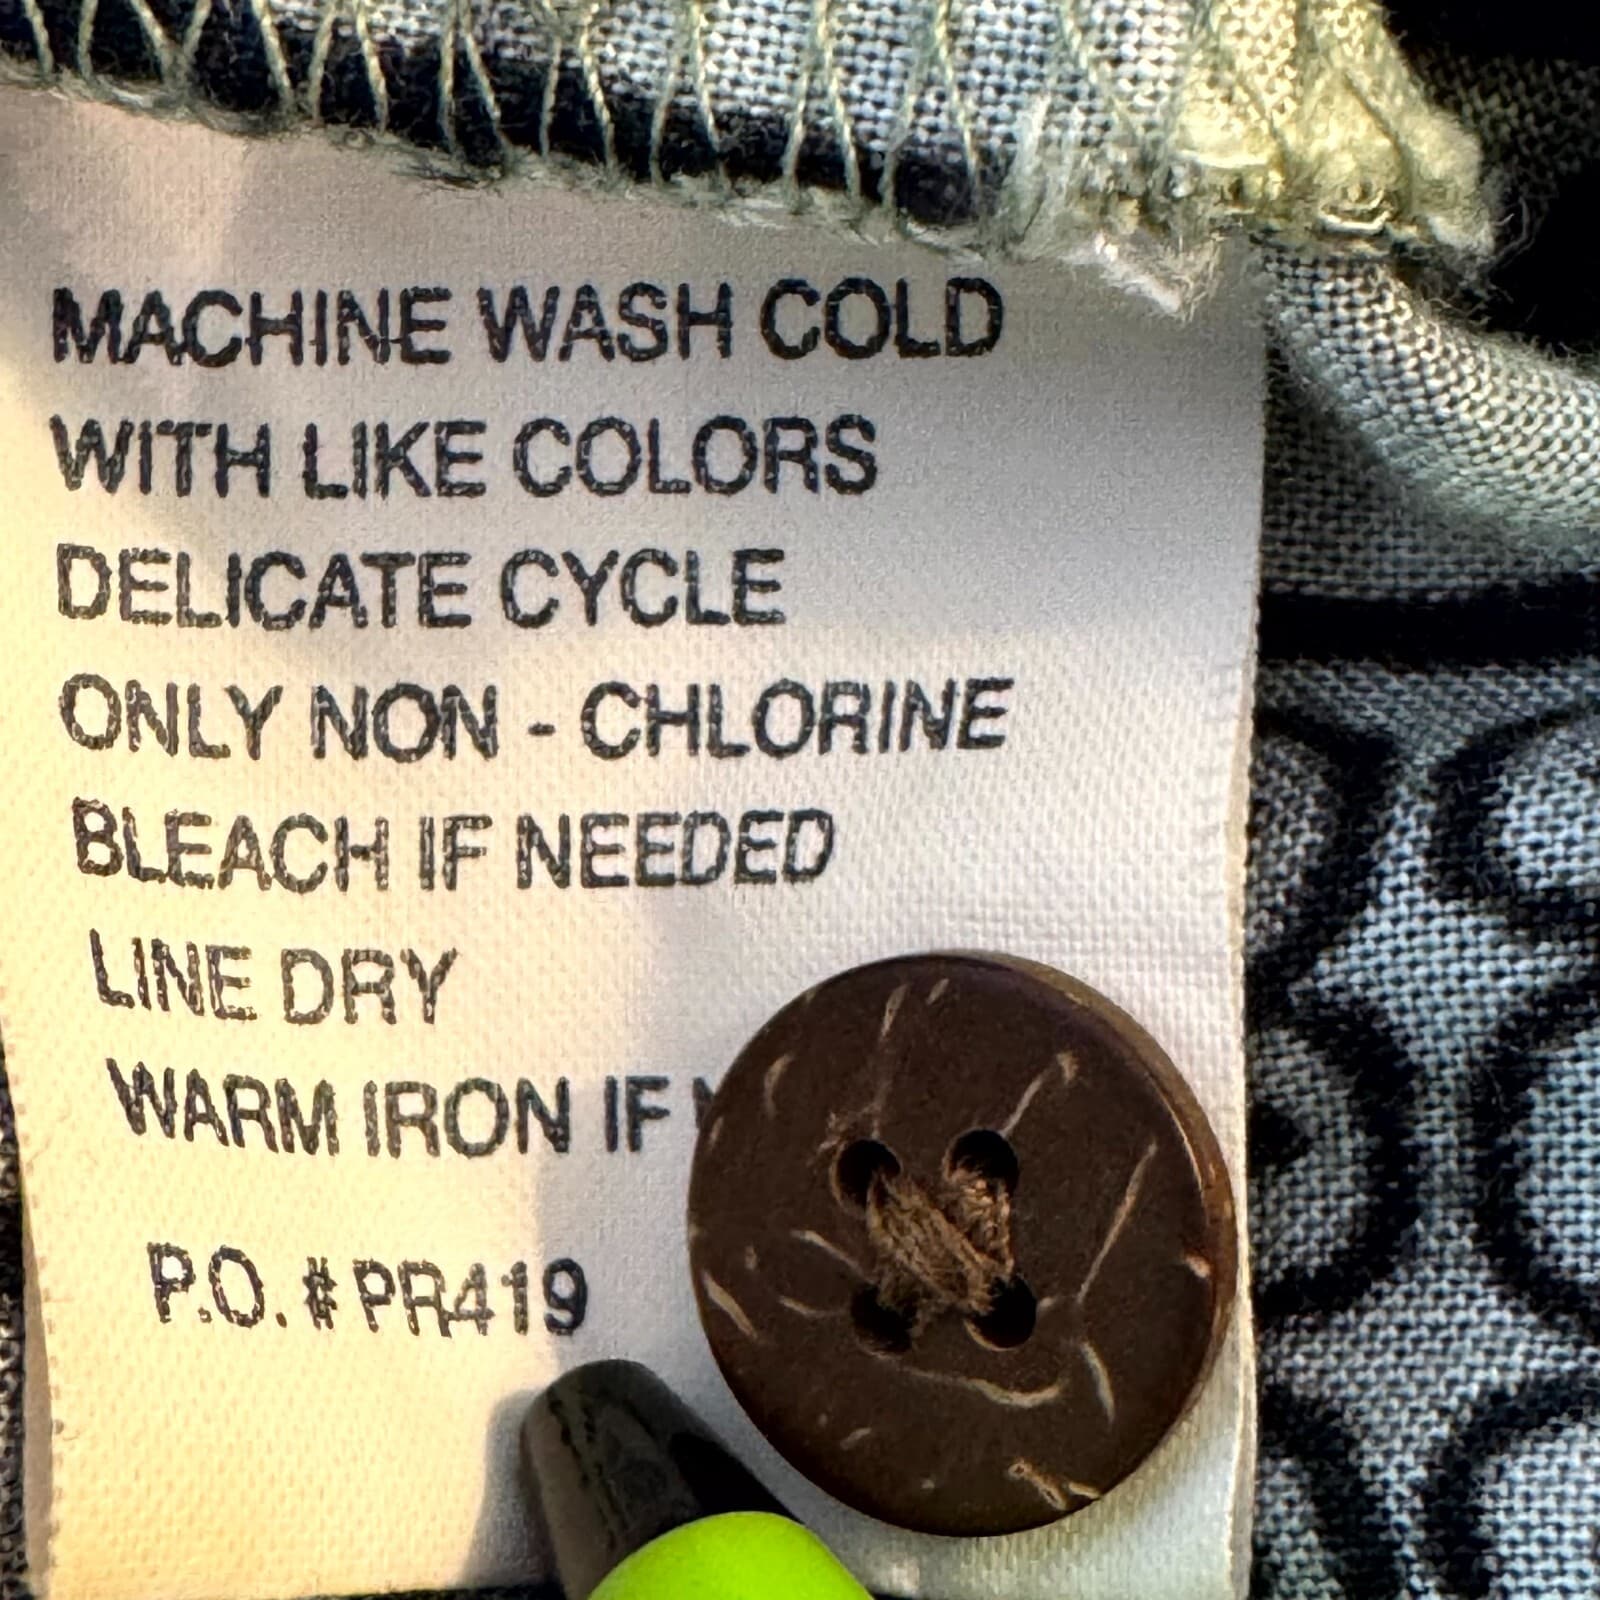 MACHINE WASH COLD
WITH LIKE COLORS
DELICATE CYCLE
ONLY NON - CHLORINE
BLEACH IF NEEDED
LINE DRY
WARM IRON IF
P.O. # PR419